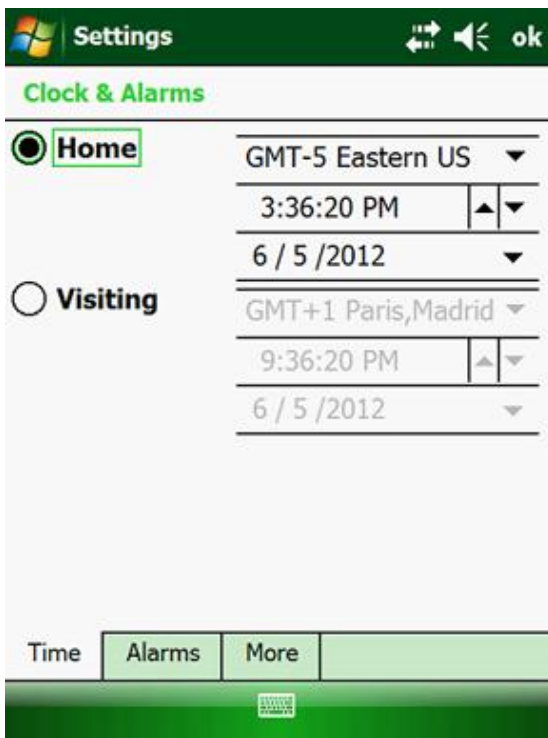 Settings ok
Clock & Alarms
Home
GMT-5 Eastern US
3:36:20 PM
6 / 5 /2012
Visiting
GMT+1 Paris,Madrid
9:36:20 PM
6 / 5 /2012
Time Alarms More